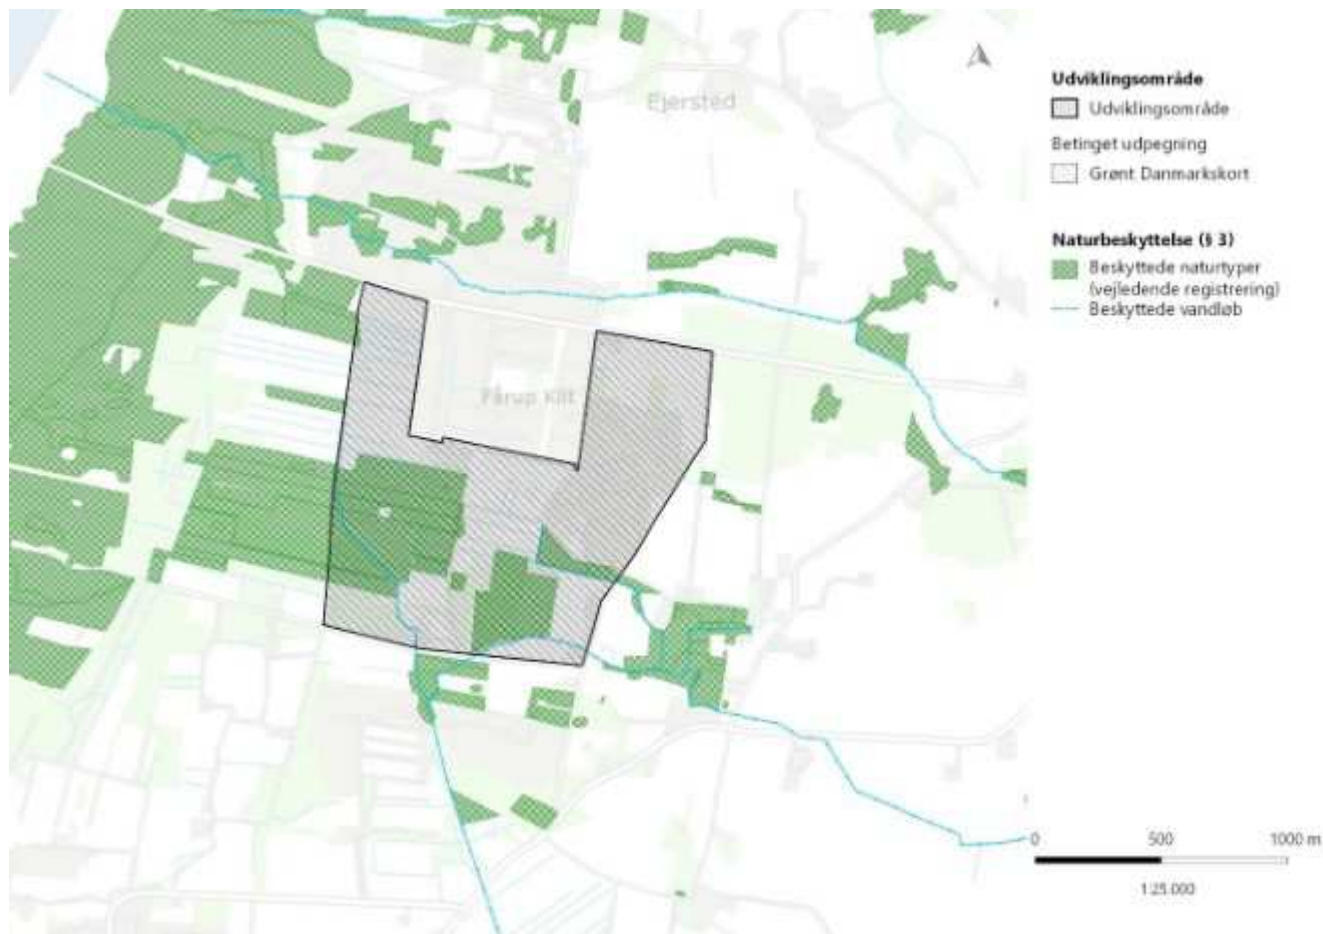 Ejersted
Fårup Klit
Udviklingsområde
Udviklingsområde
Betinget udpegning
Grønt Danmarkskort
Naturbeskyttelse (§ 3)
Beskyttede naturtyper
(vejledende registrering)
Beskyttede vandløb
0 500 1000 m
1:25.000